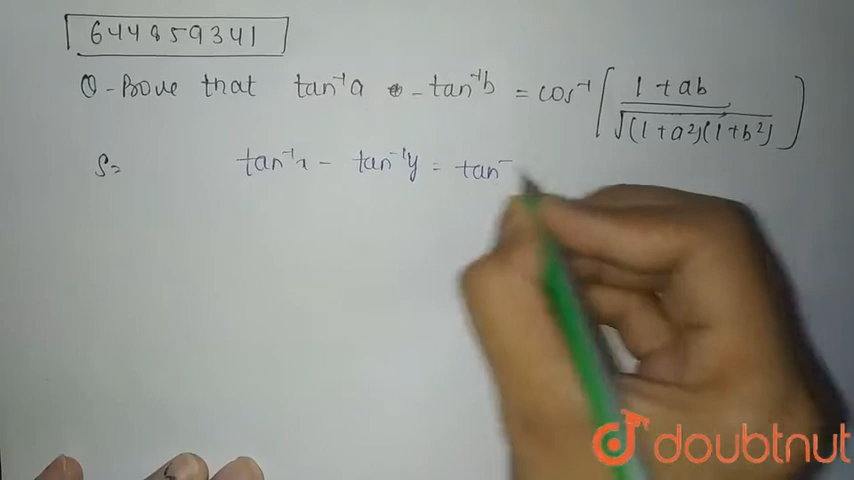 644859341
Q - Prove that tan⁻¹a - tan⁻¹b = cos⁻¹ [ (1 + ab) / √((1 + a²)(1 + b²)) ]
S= tan⁻¹x - tan⁻¹y = tan⁻
doubtnut